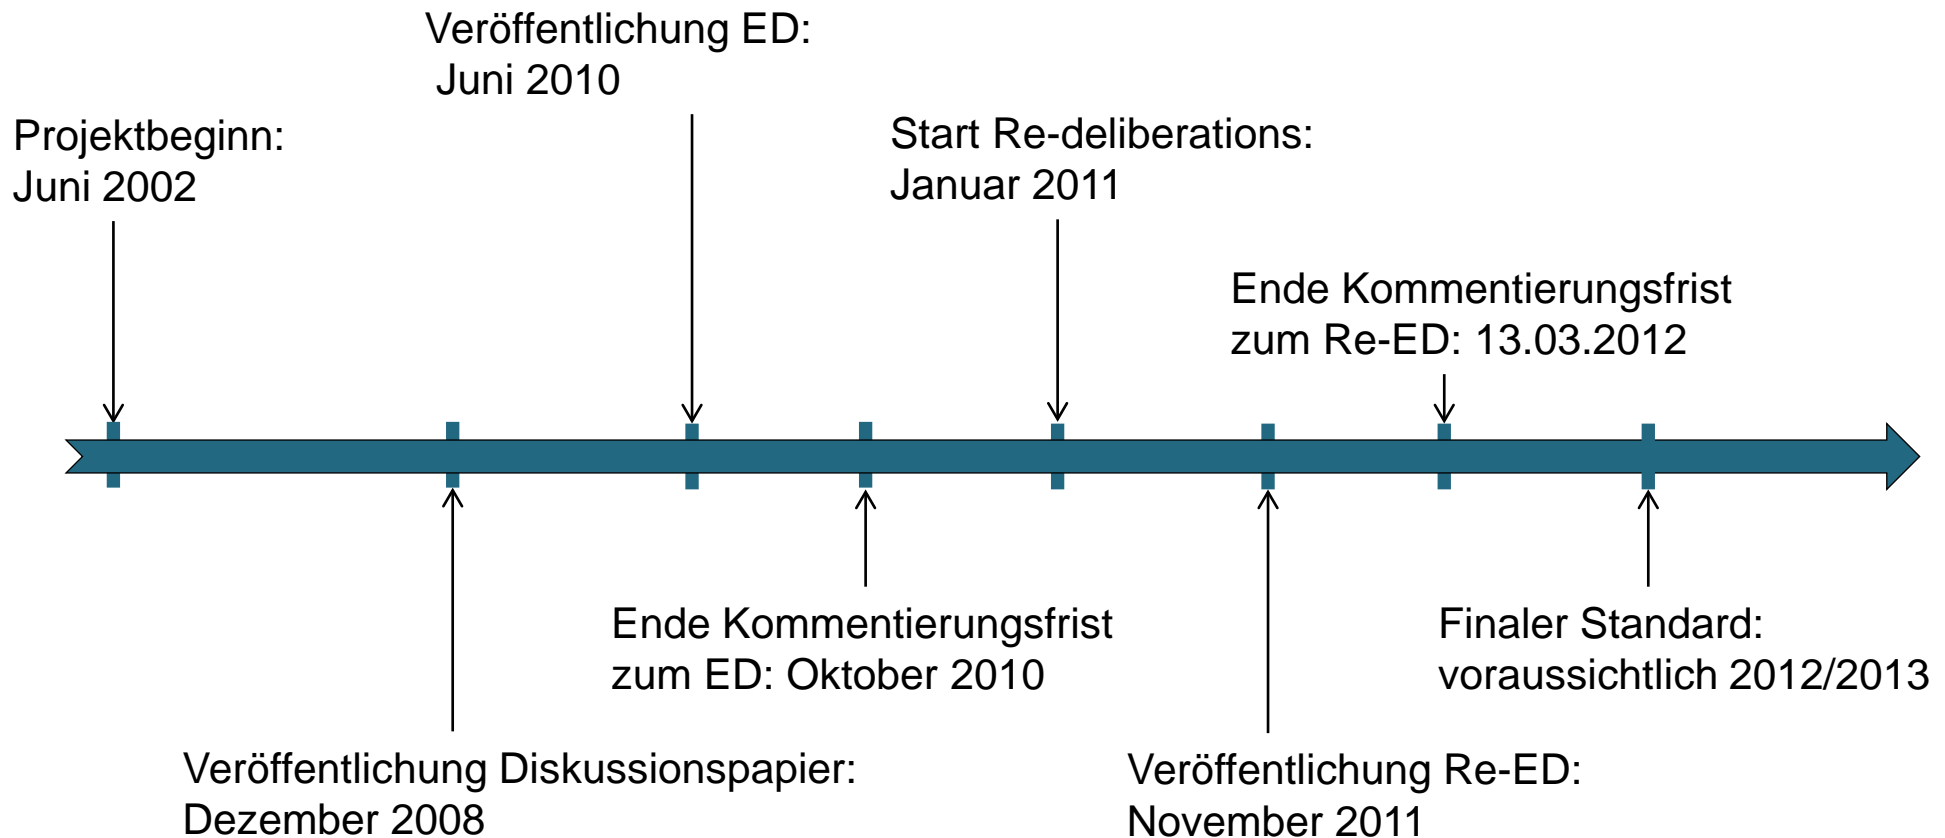 Veröffentlichung ED:
Juni 2010
Projektbeginn:
Juni 2002
Start Re-deliberations:
Januar 2011
Ende Kommentierungsfrist
zum Re-ED: 13.03.2012
Ende Kommentierungsfrist
zum ED: Oktober 2010
Finaler Standard:
voraussichtlich 2012/2013
Veröffentlichung Diskussionspapier:
Dezember 2008
Veröffentlichung Re-ED:
November 2011